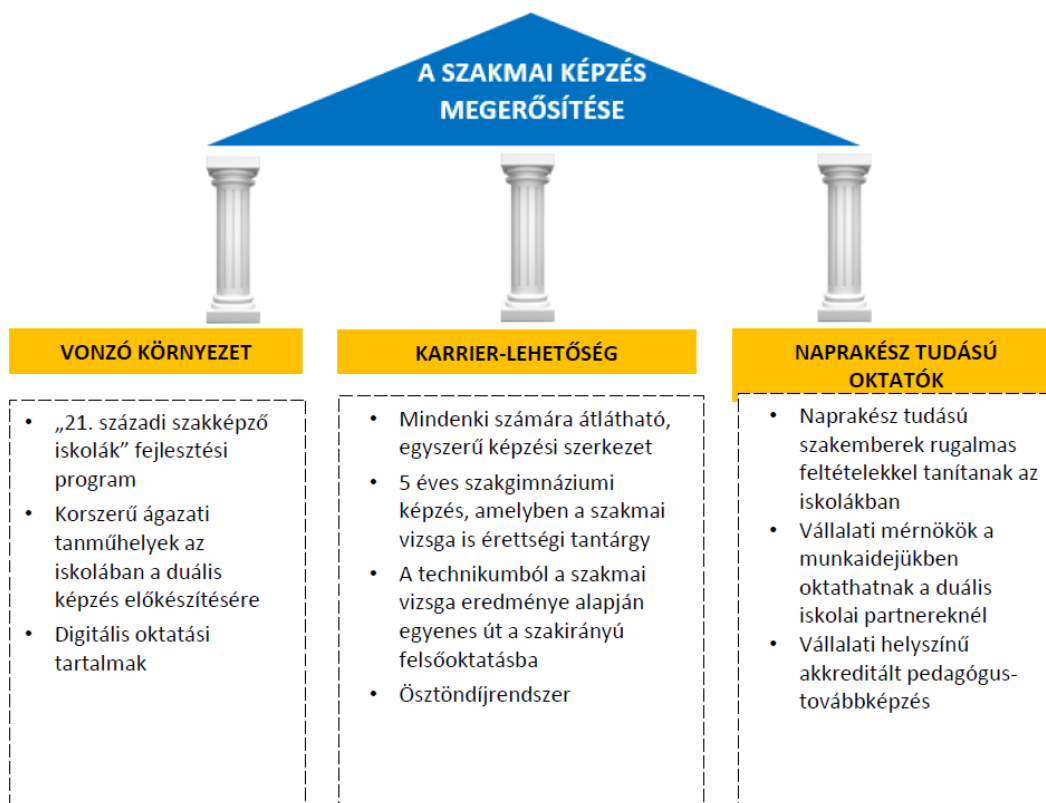 A SZAKMAI KÉPZÉS
MEGERŐSÍTÉSE
VONZÓ KÖRNYEZET
• „21. századi szakképző
iskolák” fejlesztési
program
• Korszerű ágazati
tanműhelyek az
iskolában a duális
képzés előkészítésére
• Digitális oktatási
tartalmak
KARRIER-LEHETŐSÉG
• Mindenki számára átlátható,
egyszerű képzési szerkezet
• 5 éves szakgimnáziumi
képzés, amelyben a szakmai
vizsga is érettségi tantárgy
• A technikumból a szakmai
vizsga eredménye alapján
egyenes út a szakirányú
felsőoktatásba
• Ösztöndíjrendszer
NAPRAKÉSZ TUDÁSÚ
OKTATÓK
• Naprakész tudású
szakemberek rugalmas
feltételekkel tanítanak az
iskolákban
• Vállalati mérnökök a
munkaidejükben
oktathatnak a duális
iskolai partnereknél
• Vállalati helyszínű
akkreditált pedagógus-
továbbképzés